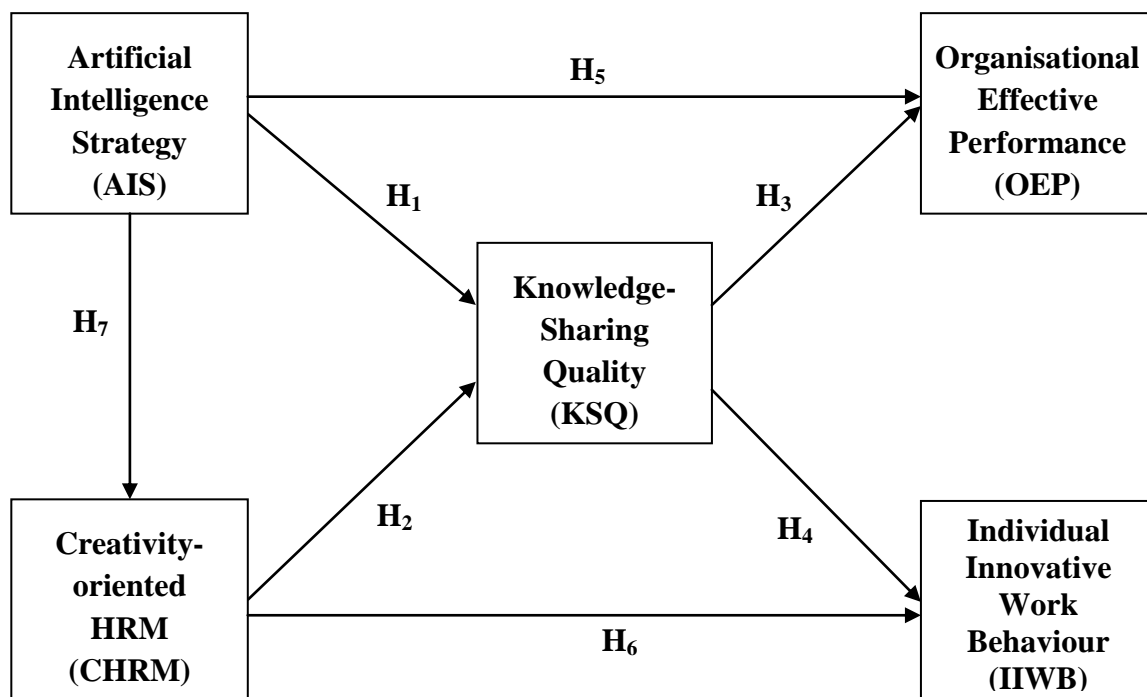 Artificial
Intelligence
Strategy
(AIS)
H₅
Organisational
Effective
Performance
(OEP)
H₁
H₃
Knowledge-
Sharing
Quality
(KSQ)
H₇
H₂
H₄
Creativity-
oriented
HRM
(CHRM)
H₆
Individual
Innovative
Work
Behaviour
(IIWB)